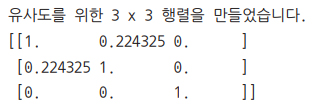 유사도를 위한 3 x 3 행렬을 만들었습니다.
[[1. 0.224325 0. ]
[0.224325 1. 0. ]
[0. 0. 1. ]]